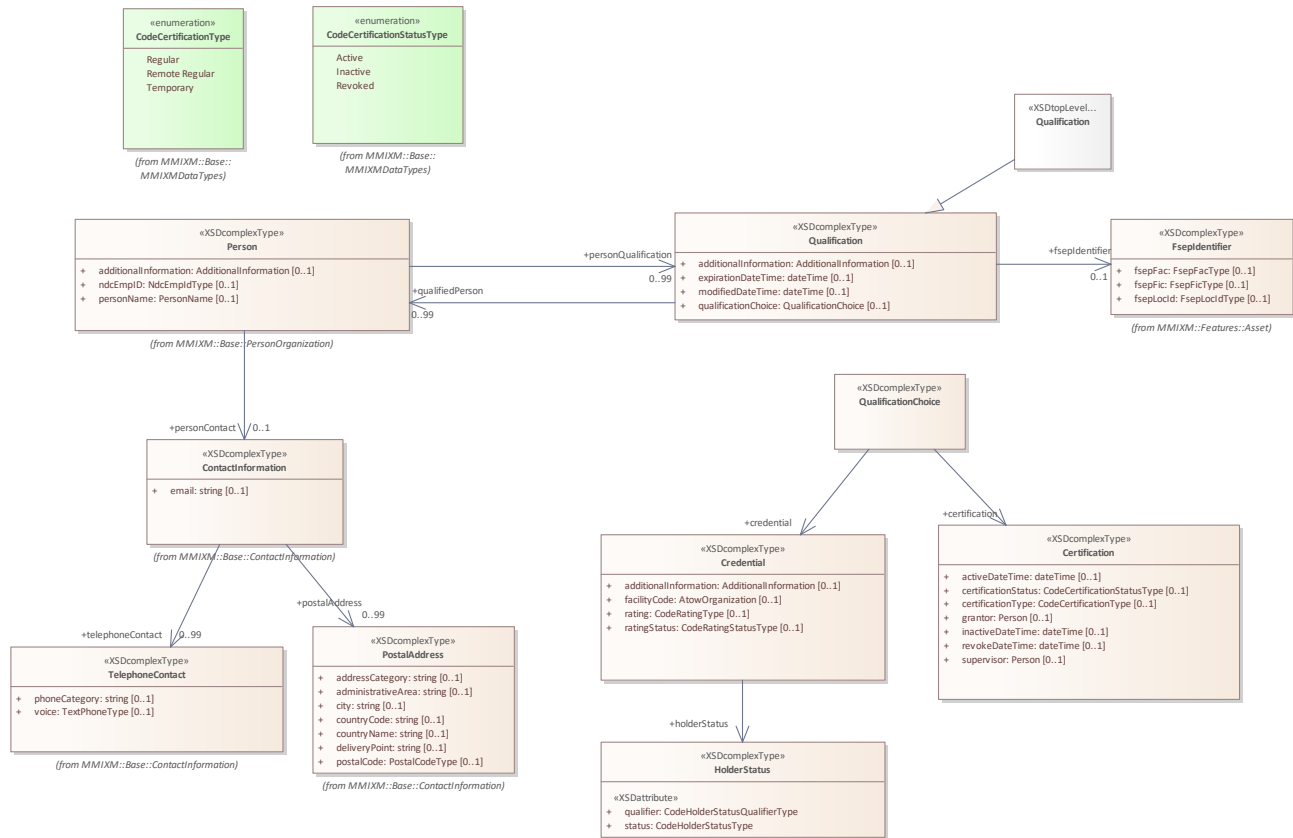 «enumeration»
CodeCertificationType
Regular
Remote Regular
Temporary
(from MMIXM::Base::
MMIXMDataTypes)
«enumeration»
CodeCertificationStatusType
Active
Inactive
Revoked
(from MMIXM::Base::
MMIXMDataTypes)
«XSDtopLevel...
Qualification
«XSDcomplexType»
Person
+ additionalInformation: AdditionalInformation [0..1]
+ ndcEmpID: NdcEmpIdType [0..1]
+ personName: PersonName [0..1]
(from MMIXM::Base::PersonOrganization)
+personQualification
0..99
+qualifiedPerson
0..99
«XSDcomplexType»
Qualification
+ additionalInformation: AdditionalInformation [0..1]
+ expirationDateTime: dateTime [0..1]
+ modifiedDateTime: dateTime [0..1]
+ qualificationChoice: QualificationChoice [0..1]
+fsepIdentifier
0..1
«XSDcomplexType»
FsepIdentifier
+ fsepFac: FsepFacType [0..1]
+ fsepFic: FsepFicType [0..1]
+ fsepLocId: FsepLocIdType [0..1]
(from MMIXM::Features::Asset)
+personContact 0..1
«XSDcomplexType»
ContactInformation
+ email: string [0..1]
(from MMIXM::Base::ContactInformation)
«XSDcomplexType»
QualificationChoice
+credential
+certification
+postalAddress
0..99
+telephoneContact 0..99
«XSDcomplexType»
TelephoneContact
+ phoneCategory: string [0..1]
+ voice: TextPhoneType [0..1]
(from MMIXM::Base::ContactInformation)
«XSDcomplexType»
PostalAddress
+ addressCategory: string [0..1]
+ administrativeArea: string [0..1]
+ city: string [0..1]
+ countryCode: string [0..1]
+ countryName: string [0..1]
+ deliveryPoint: string [0..1]
+ postalCode: PostalCodeType [0..1]
(from MMIXM::Base::ContactInformation)
«XSDcomplexType»
Credential
+ additionalInformation: AdditionalInformation [0..1]
+ facilityCode: AtowOrganization [0..1]
+ rating: CodeRatingType [0..1]
+ ratingStatus: CodeRatingStatusType [0..1]
«XSDcomplexType»
Certification
+ activeDateTime: dateTime [0..1]
+ certificationStatus: CodeCertificationStatusType [0..1]
+ certificationType: CodeCertificationType [0..1]
+ grantor: Person [0..1]
+ inactiveDateTime: dateTime [0..1]
+ revokeDateTime: dateTime [0..1]
+ supervisor: Person [0..1]
+holderStatus
«XSDcomplexType»
HolderStatus
«XSDattribute»
+ qualifier: CodeHolderStatusQualifierType
+ status: CodeHolderStatusType